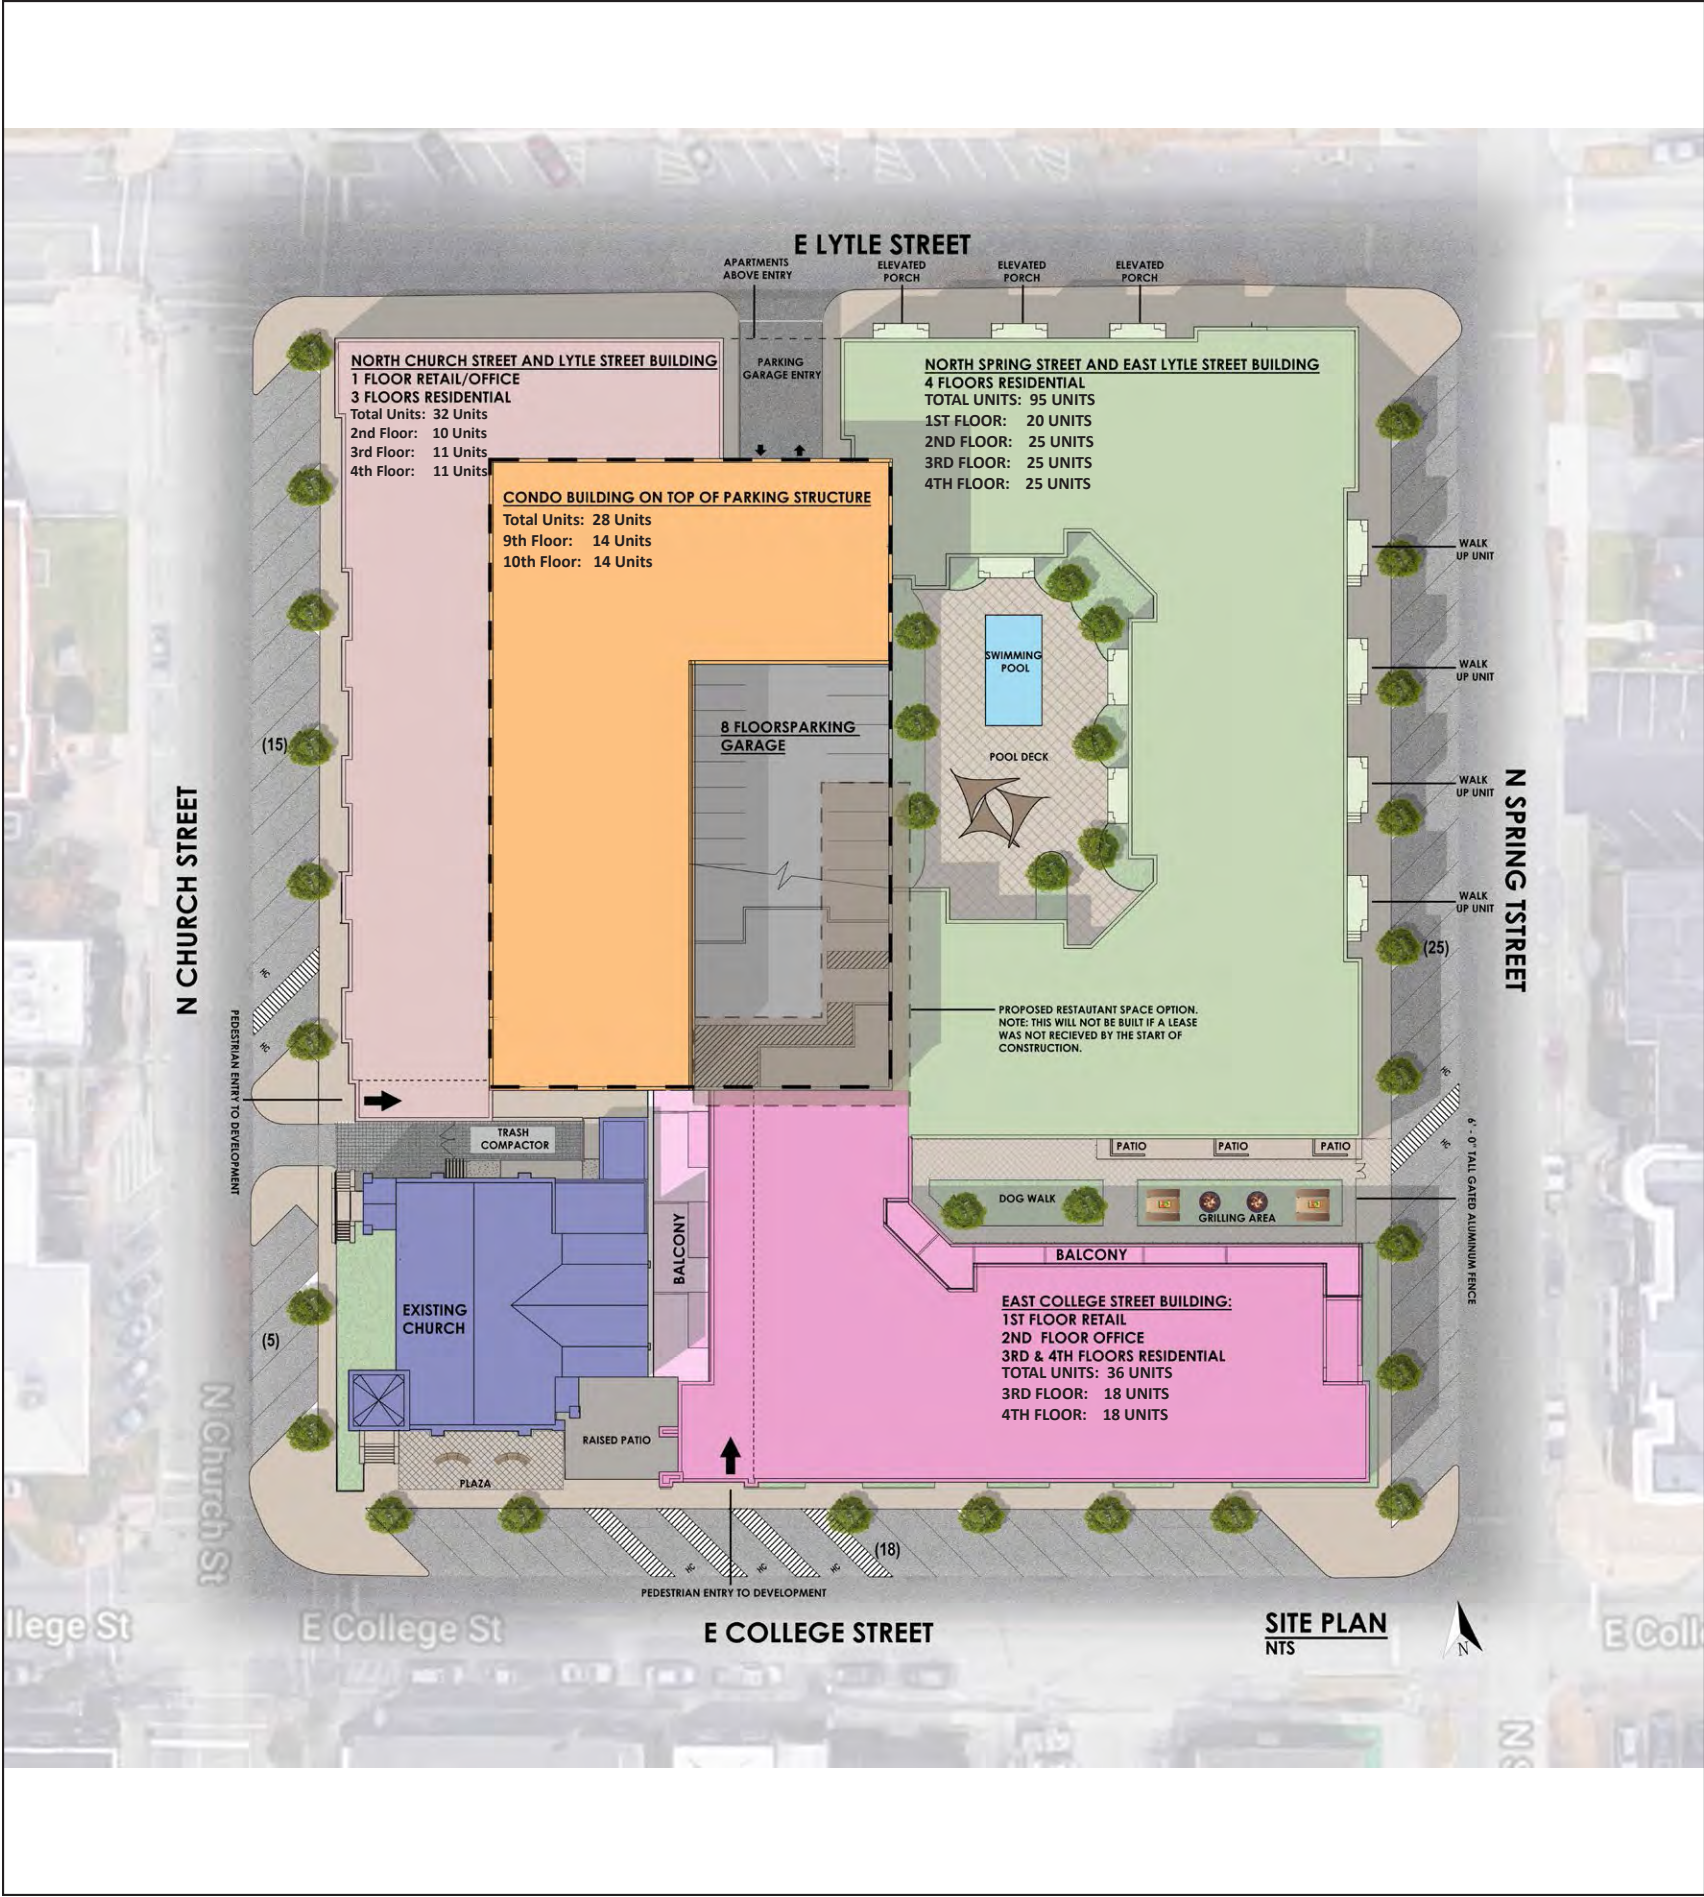 E LYTLE STREET
APARTMENTS
ABOVE ENTRY
ELEVATED
PORCH
ELEVATED
PORCH
ELEVATED
PORCH
NORTH CHURCH STREET AND LYTLE STREET BUILDING
1 FLOOR RETAIL/OFFICE
3 FLOORS RESIDENTIAL
Total Units: 32 Units
2nd Floor: 10 Units
3rd Floor: 11 Units
4th Floor: 11 Units
PARKING
GARAGE ENTRY
NORTH SPRING STREET AND EAST LYTLE STREET BUILDING
4 FLOORS RESIDENTIAL
TOTAL UNITS: 95 UNITS
1ST FLOOR: 20 UNITS
2ND FLOOR: 25 UNITS
3RD FLOOR: 25 UNITS
4TH FLOOR: 25 UNITS
CONDO BUILDING ON TOP OF PARKING STRUCTURE
Total Units: 28 Units
9th Floor: 14 Units
10th Floor: 14 Units
WALK
UP UNIT
WALK
UP UNIT
WALK
UP UNIT
WALK
UP UNIT
SWIMMING
POOL
POOL DECK
8 FLOORSPARKING
GARAGE
(15)
N CHURCH STREET
N SPRING TSTREET
(25)
HC
HC
PROPOSED RESTAUTANT SPACE OPTION.
NOTE: THIS WILL NOT BE BUILT IF A LEASE
WAS NOT RECIEVED BY THE START OF
CONSTRUCTION.
PEDESTRIAN ENTRY TO DEVELOPMENT
HC
HC
6' - 0" TALL GATED ALUMINUM FENCE
TRASH
COMPACTOR
PATIO
PATIO
PATIO
DOG WALK
GRILLING AREA
BALCONY
BALCONY
EXISTING
CHURCH
(5)
EAST COLLEGE STREET BUILDING:
1ST FLOOR RETAIL
2ND FLOOR OFFICE
3RD & 4TH FLOORS RESIDENTIAL
TOTAL UNITS: 36 UNITS
3RD FLOOR: 18 UNITS
4TH FLOOR: 18 UNITS
RAISED PATIO
PLAZA
N Church St
(18)
HC
HC
HC
PEDESTRIAN ENTRY TO DEVELOPMENT
llege St
E College St
E COLLEGE STREET
SITE PLAN
NTS
N
E Coll
N S